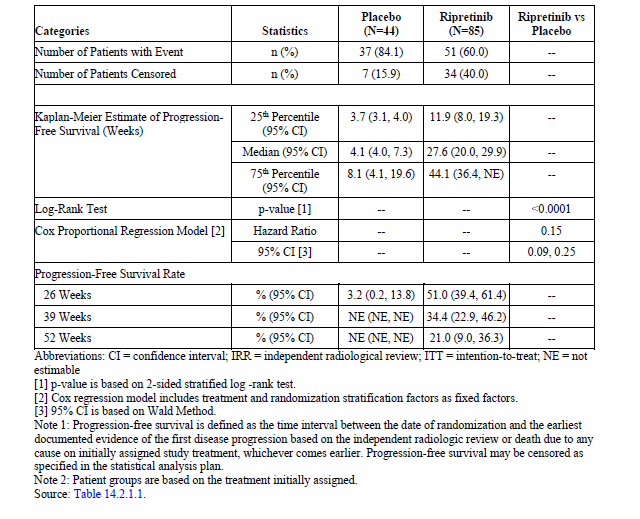 Categories Statistics Placebo (N=44) Ripretinib (N=85) Ripretinib vs Placebo
Number of Patients with Event n (%) 37 (84.1) 51 (60.0) --
Number of Patients Censored n (%) 7 (15.9) 34 (40.0) --
Kaplan-Meier Estimate of Progression-Free Survival (Weeks) 25th Percentile (95% CI) 3.7 (3.1, 4.0) 11.9 (8.0, 19.3) --
Median (95% CI) 4.1 (4.0, 7.3) 27.6 (20.0, 29.9) --
75th Percentile (95% CI) 8.1 (4.1, 19.6) 44.1 (36.4, NE) --
Log-Rank Test p-value [1] -- -- <0.0001
Cox Proportional Regression Model [2] Hazard Ratio -- -- 0.15
95% CI [3] -- -- 0.09, 0.25
Progression-Free Survival Rate
26 Weeks % (95% CI) 3.2 (0.2, 13.8) 51.0 (39.4, 61.4) --
39 Weeks % (95% CI) NE (NE, NE) 34.4 (22.9, 46.2) --
52 Weeks % (95% CI) NE (NE, NE) 21.0 (9.0, 36.3) --
Abbreviations: CI = confidence interval; IRR = independent radiological review; ITT = intention-to-treat; NE = not
estimable
[1] p-value is based on 2-sided stratified log -rank test.
[2] Cox regression model includes treatment and randomization stratification factors as fixed factors.
[3] 95% CI is based on Wald Method.
Note 1: Progression-free survival is defined as the time interval between the date of randomization and the earliest
documented evidence of the first disease progression based on the independent radiologic review or death due to any
cause on initially assigned study treatment, whichever comes earlier. Progression-free survival may be censored as
specified in the statistical analysis plan.
Note 2: Patient groups are based on the treatment initially assigned.
Source: Table 14.2.1.1.